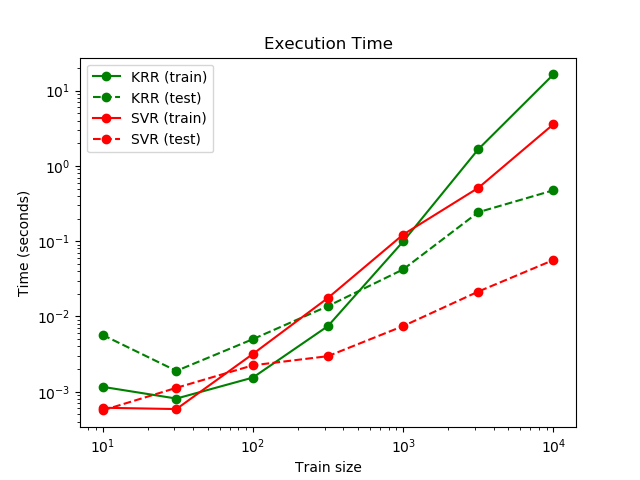 Execution Time
KRR (train)
KRR (test)
SVR (train)
SVR (test)
10¹
10⁰
10⁻¹
10⁻²
10⁻³
Time (seconds)
10¹ 10² 10³ 10⁴
Train size